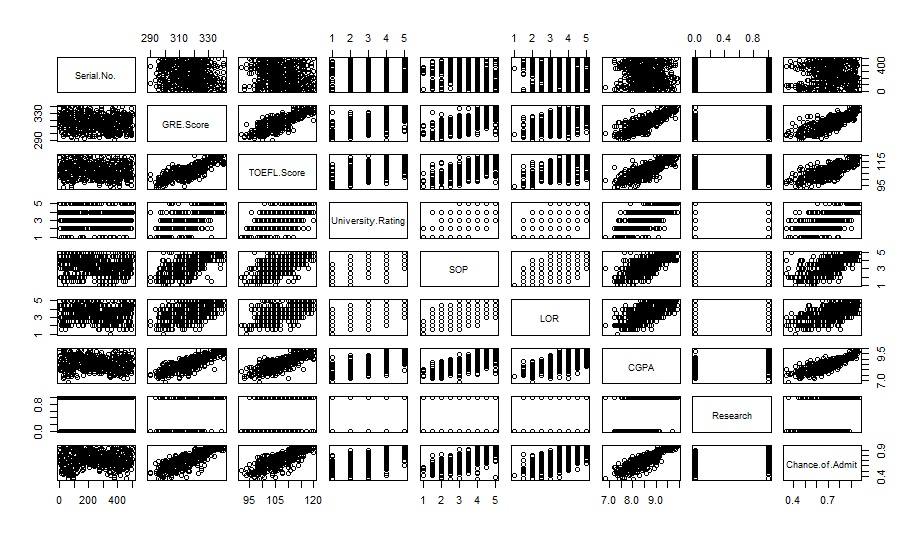 1 2 3 4 5
1 2 3 4 5
0.0 0.4 0.8
290 310 330
Serial.No.
0 200 400
290 330
GRE.Score
TOEFL.Score
95 105 115
1 3 5
University.Rating
SOP
1 3 5
1 3 5
LOR
CGPA
7.0 8.5 9.5
0.0 0.8
Research
Chance.of.Admit
0.4 0.9
0 200 400
95 105 120
1 2 3 4 5
7.0 8.0 9.0
0.4 0.7